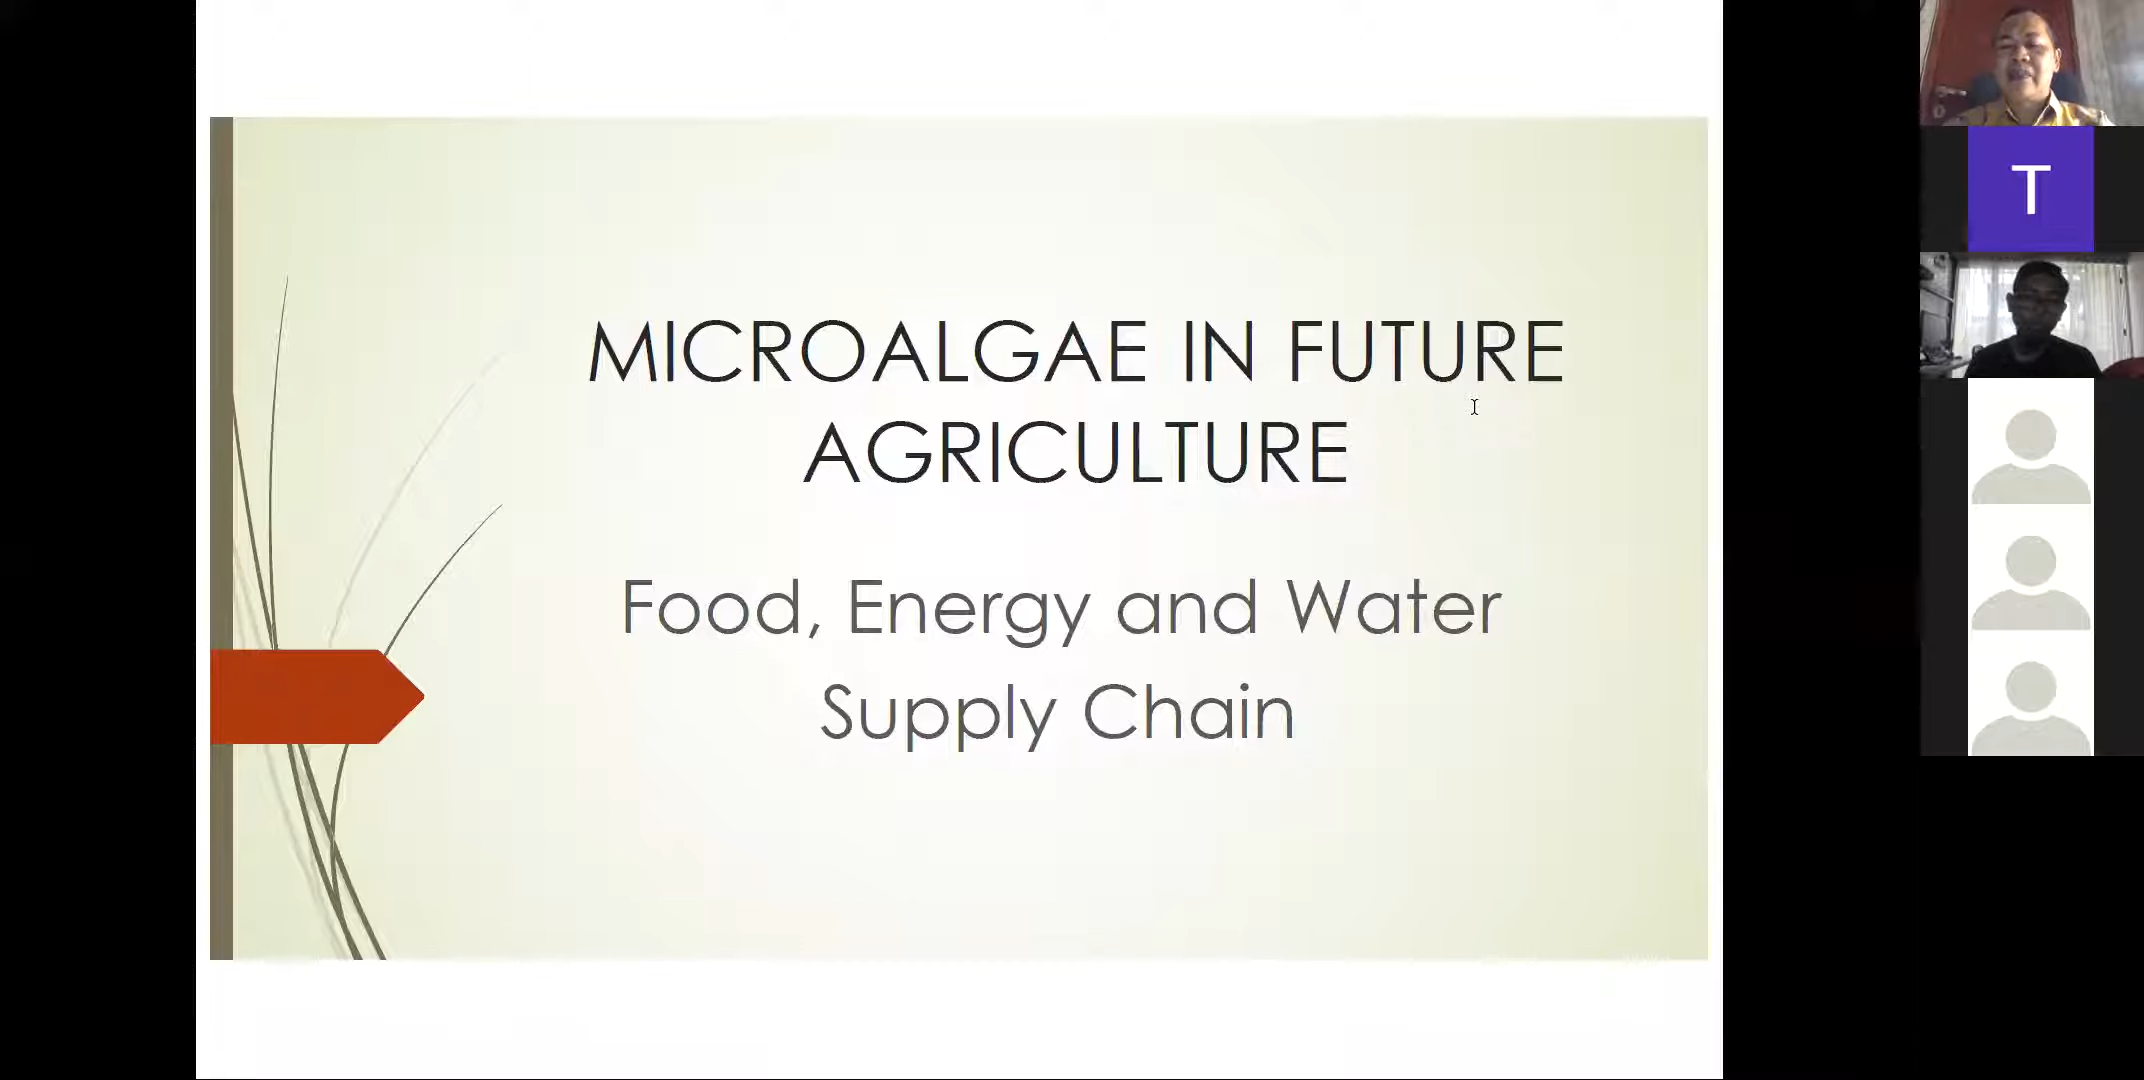 MICROALGAE IN FUTURE
AGRICULTURE
Food, Energy and Water
Supply Chain
T